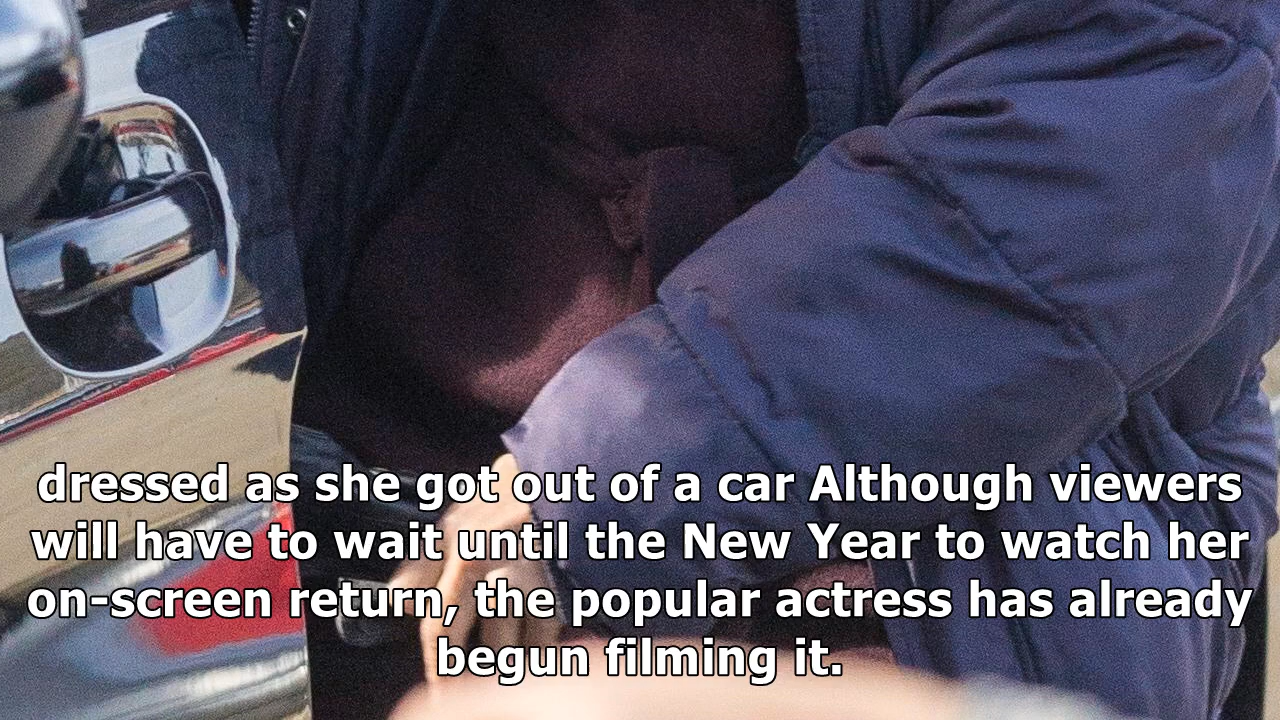 dressed as she got out of a car Although viewers
will have to wait until the New Year to watch her
on-screen return, the popular actress has already
begun filming it.